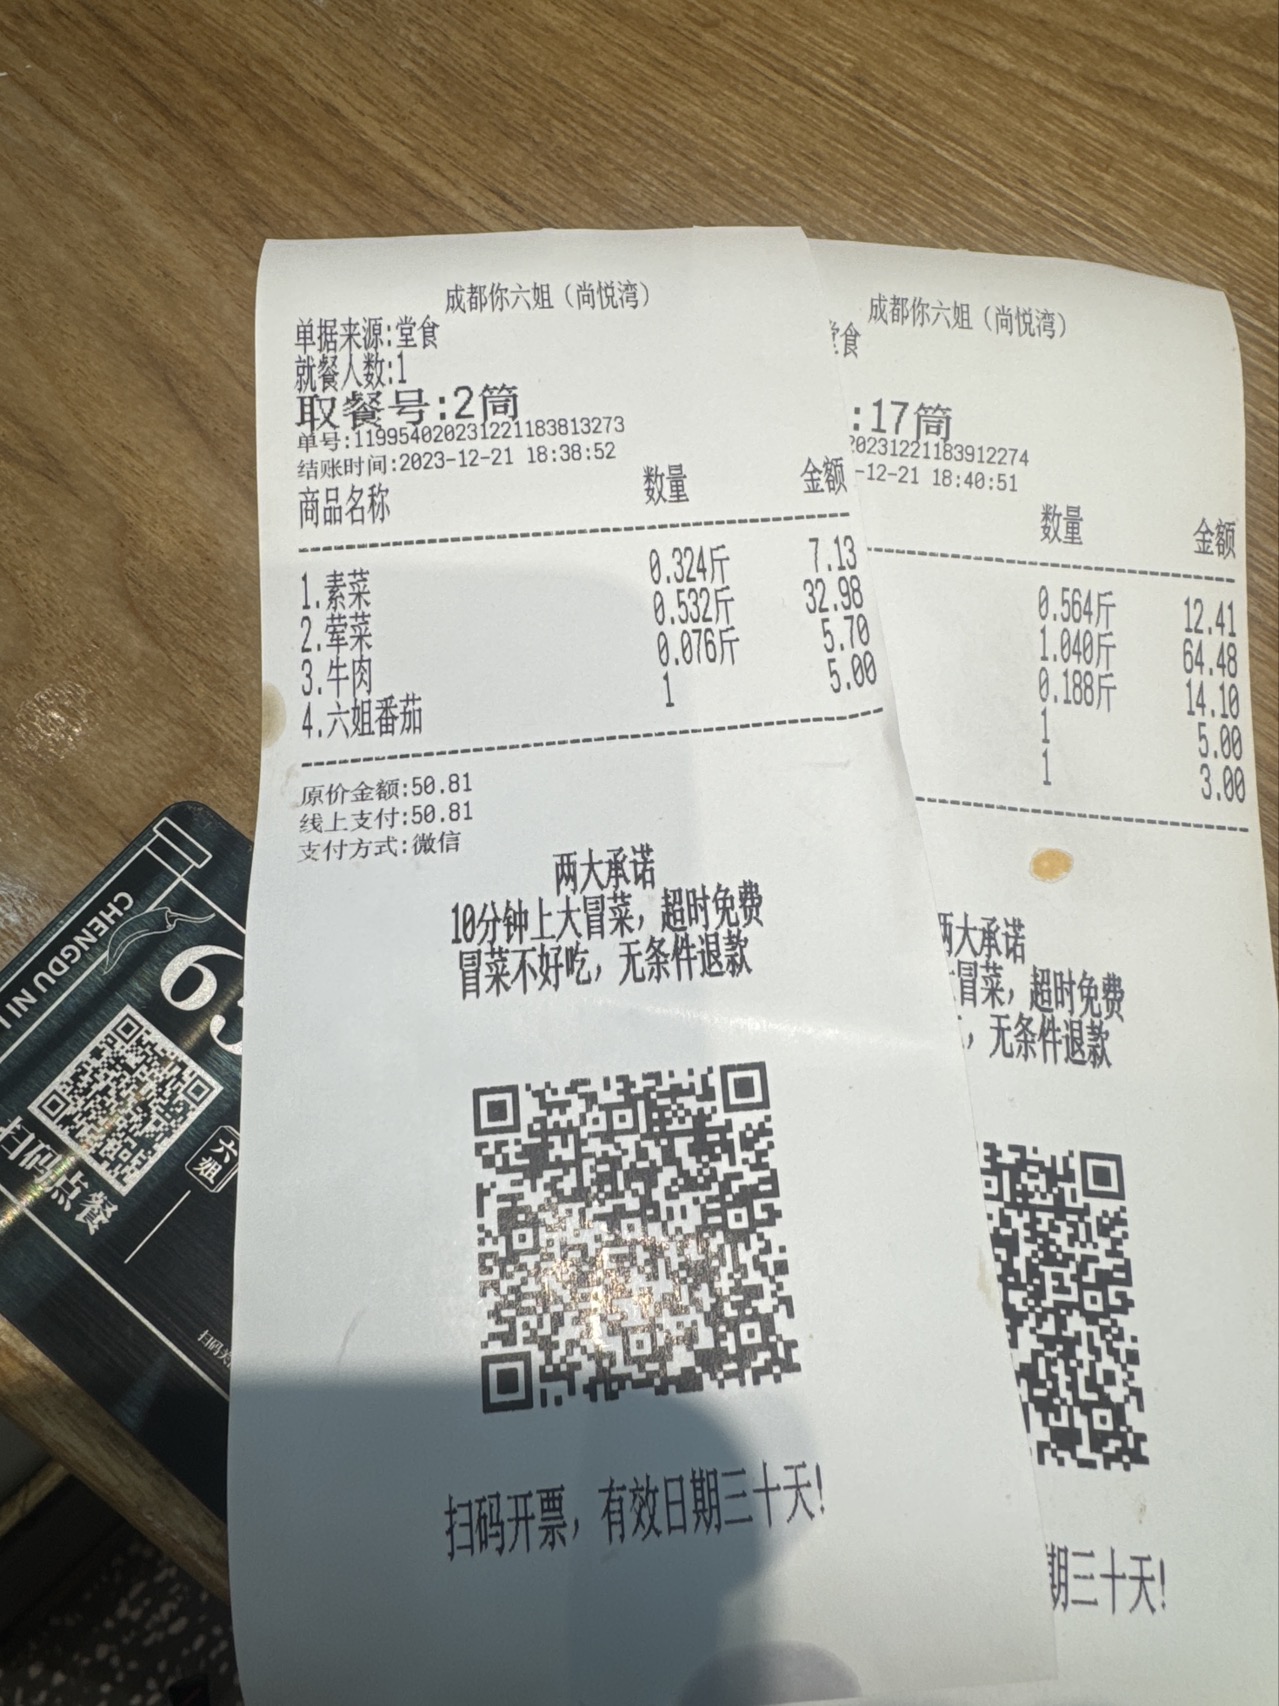 成都你六姐（尚悦湾）
单据来源:堂食
就餐人数:1
取餐号:2筒
单号:119954020231221183813273
结账时间:2023-12-21 18:38:52
商品名称 数量 金额
1.素菜 0.324斤 7.13
2.荤菜 0.532斤 32.98
3.牛肉 0.076斤 5.70
4.六姐番茄 1 5.00
原价金额:50.81
线上支付:50.81
支付方式:微信
两大承诺
10分钟上大冒菜，超时免费
冒菜不好吃，无条件退款
扫码开票，有效日期三十天!
成都你六姐（尚悦湾）
堂食
:17筒
20231221183912274
-12-21 18:40:51
数量 金额
0.564斤 12.41
1.040斤 64.48
0.188斤 14.10
1 5.00
1 3.00
两大承诺
冒菜，超时免费
，无条件退款
期三十天!
CHENGDU NI
六姐
扫码点餐